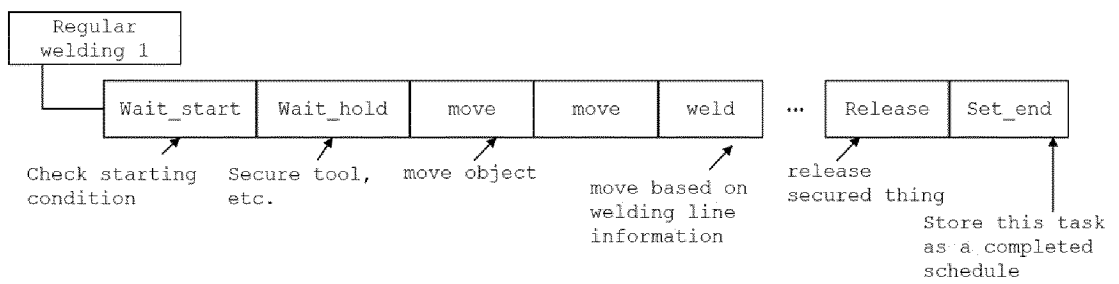 Regular
welding 1
Wait_start
Wait_hold
move
move
weld
...
Release
Set_end
Check starting
condition
Secure tool,
etc.
move object
move based on
welding line
information
release
secured thing
Store this task
as a completed
schedule